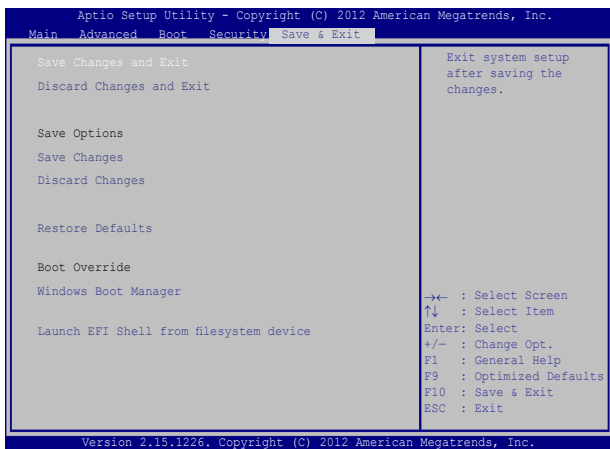 Aptio Setup Utility - Copyright (C) 2012 American Megatrends, Inc.
Main Advanced Boot Security Save & Exit
Save Changes and Exit
Discard Changes and Exit
Save Options
Save Changes
Discard Changes
Restore Defaults
Boot Override
Windows Boot Manager
Launch EFI Shell from filesystem device
Exit system setup
after saving the
changes.
→← : Select Screen
↑↓ : Select Item
Enter: Select
+/— : Change Opt.
F1 : General Help
F9 : Optimized Defaults
F10 : Save & Exit
ESC : Exit
Version 2.15.1226. Copyright (C) 2012 American Megatrends, Inc.